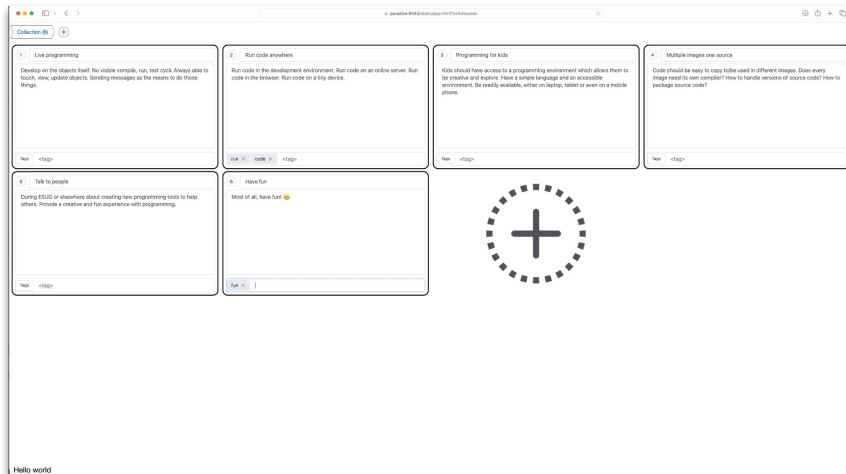 paradise:8443/static/app.html?
Collection (6)
1 Live programming
Develop on the objects itself. No visible compile, run, test cycli. Always able to
touch, view, update objects. Sending messages as the means to do those
things.
Tags <tag>
2 Run code anywhere
Run code in the development environment. Run code on an online server. Run
code in the browser. Run code on a tiny device.
run × code × <tag>
3 Programming for kids
Kids should have access to a programming environment which allows them to
be creative and explore. Have a simple language and an accessible
environment. Be readily available, either on laptop, tablet or even on a mobile
phone.
Tags <tag>
4 Multiple images one source
Code should be easy to copy to/be used in different images. Does every
image need its own compiler? How to handle versions of source code? How to
package source code?
Tags <tag>
5 Talk to people
During ESUG or elsewhere about creating new programming tools to help
others. Provide a creative and fun experience with programming.
Tags <tag>
6 Have fun
Most of all, have fun! 😀
fun ×
Hello world